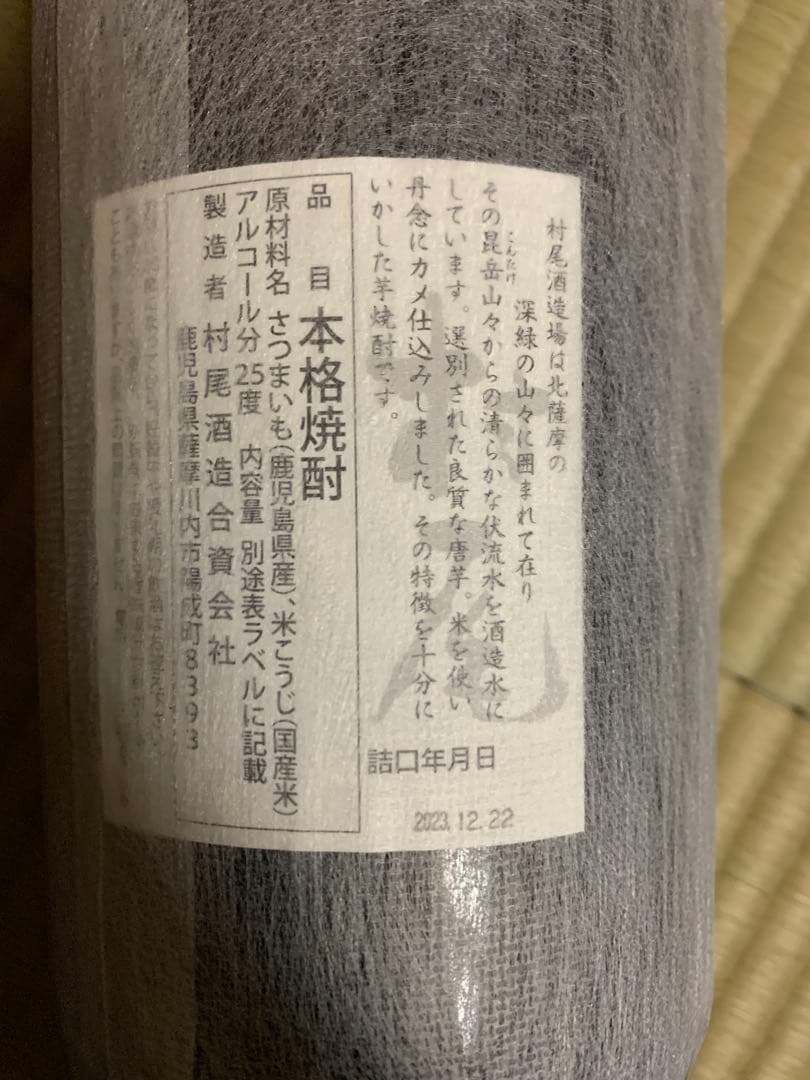 村尾酒造場は北薩摩の
深緑の山々に囲まれて在り
こんたけ
その昆岳山々からの清らかな伏流水を酒造水に
しています。選別された良質な唐芋。米を使い
丹念にカメ仕込みしました。その特徴を十分に
いかした芋焼酎です。
詰口年月日
2023.12.22
品目 本格焼酎
原材料名 さつまいも(鹿児島県産)、米こうじ(国産米)
アルコール分 25度 内容量 別途表ラベルに記載
製造者 村尾酒造合資会社
鹿児島県薩摩川内市陽成町8393